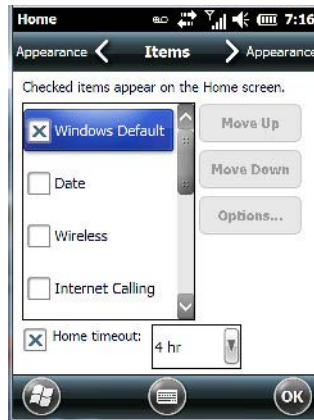 Home 7:16
Appearance Items Appearance
Checked items appear on the Home screen.
Windows Default
Move Up
Date
Move Down
Options...
Wireless
Internet Calling
Home timeout: 4 hr
OK